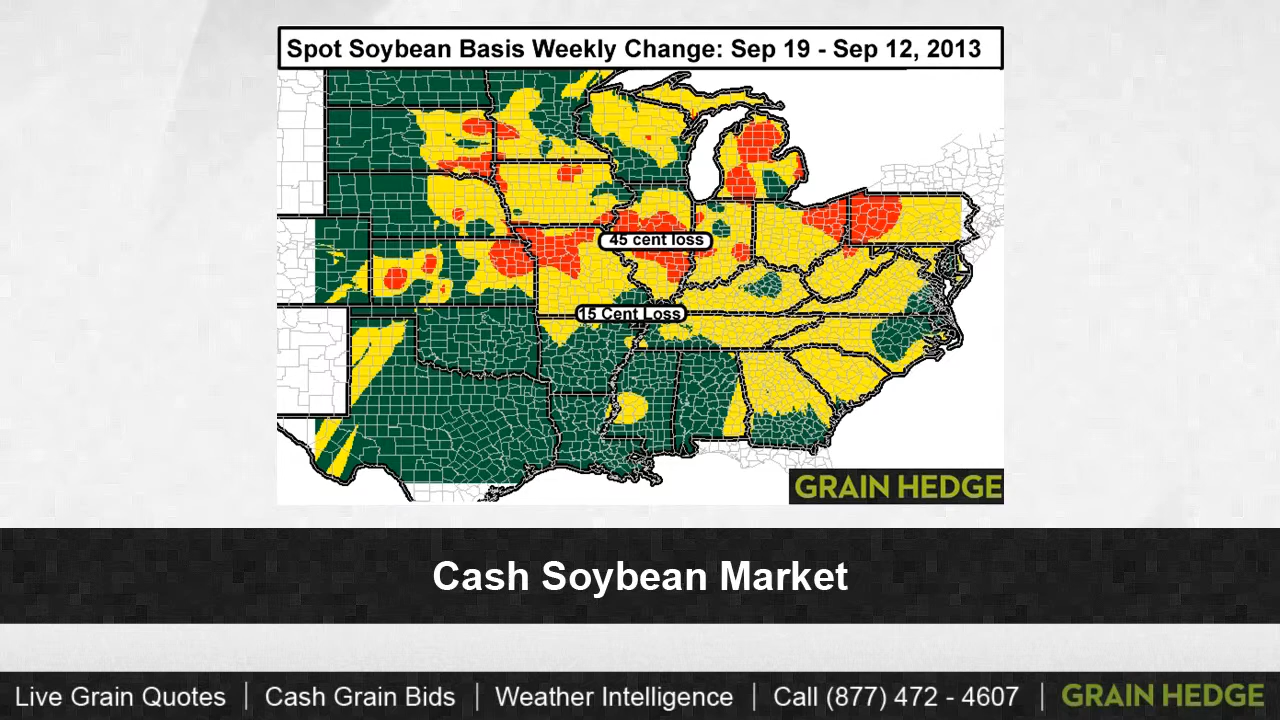 Spot Soybean Basis Weekly Change: Sep 19 - Sep 12, 2013
45 cent loss
15 Cent Loss
GRAIN HEDGE
Cash Soybean Market
Live Grain Quotes | Cash Grain Bids | Weather Intelligence | Call (877) 472 - 4607 | GRAIN HEDGE